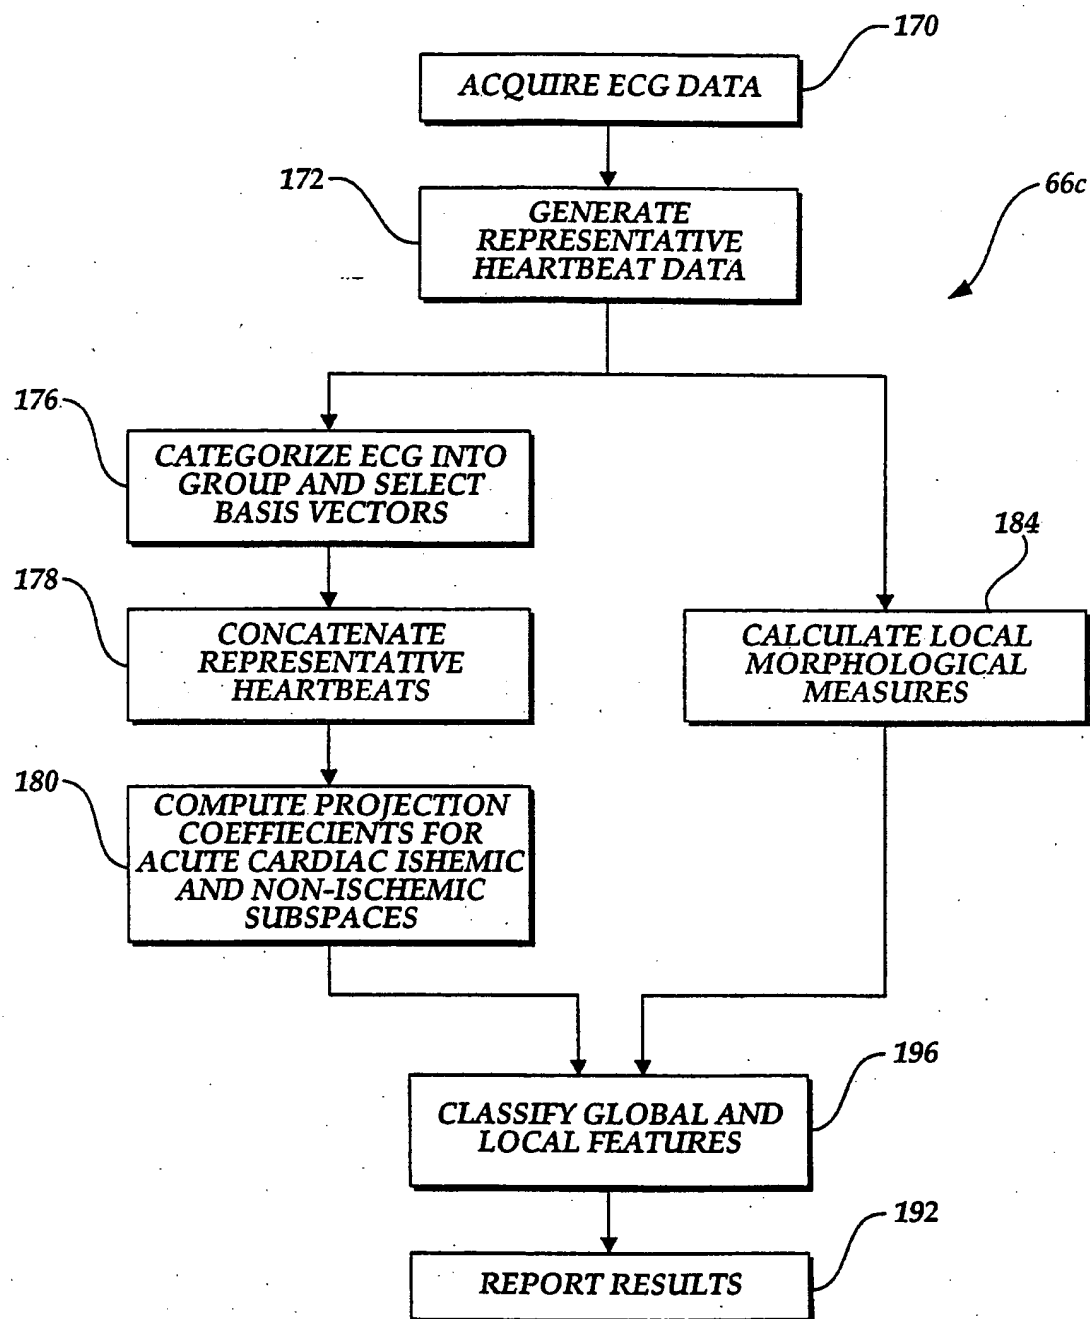 170
ACQUIRE ECG DATA
172
GENERATE
REPRESENTATIVE
HEARTBEAT DATA
66c
176
CATEGORIZE ECG INTO
GROUP AND SELECT
BASIS VECTORS
178
CONCATENATE
REPRESENTATIVE
HEARTBEATS
184
CALCULATE LOCAL
MORPHOLOGICAL
MEASURES
180
COMPUTE PROJECTION
COEFFIECIENTS FOR
ACUTE CARDIAC ISHEMIC
AND NON-ISCHEMIC
SUBSPACES
196
CLASSIFY GLOBAL AND
LOCAL FEATURES
192
REPORT RESULTS